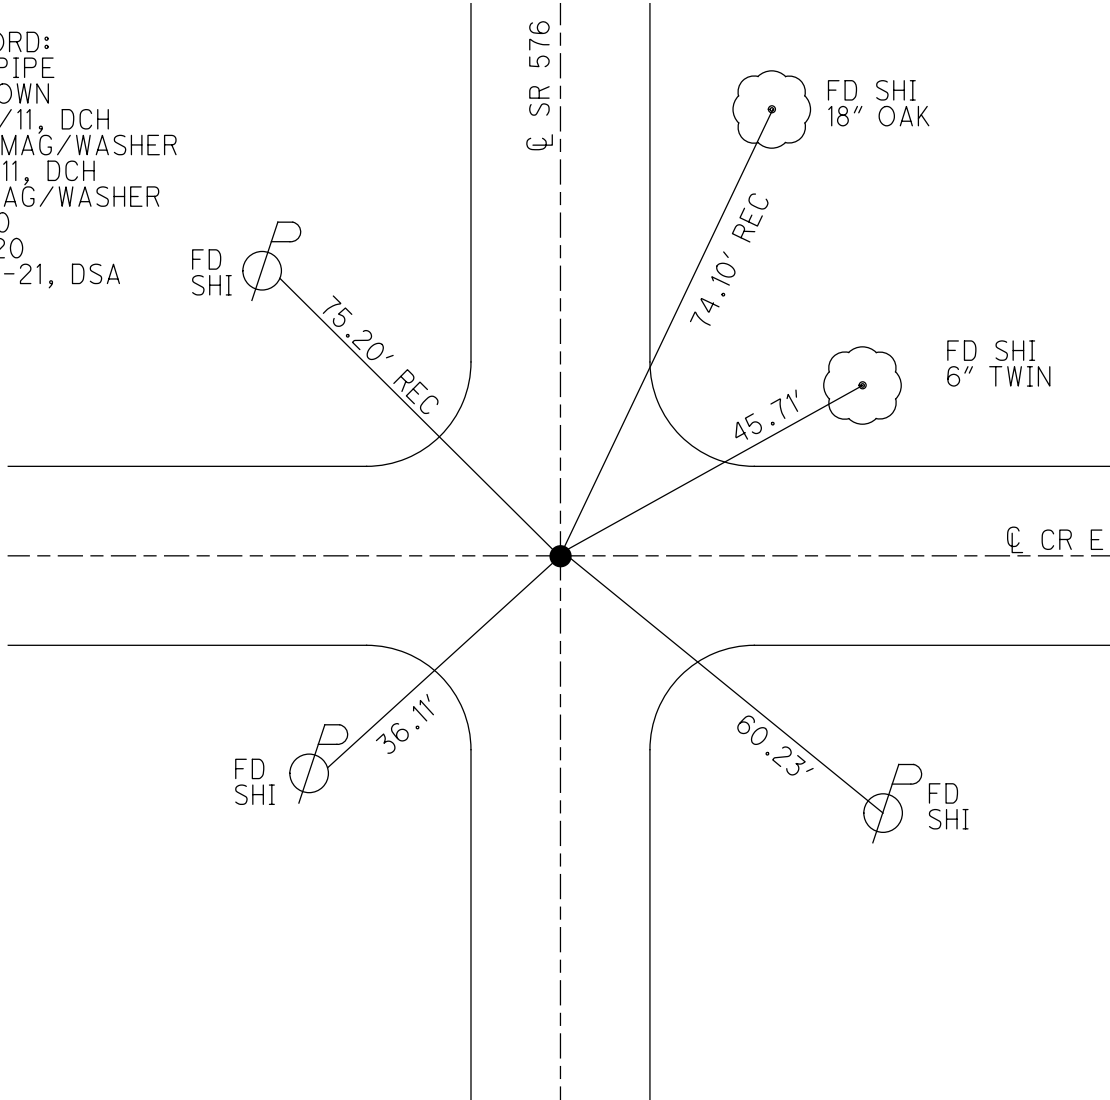 ORD:
PIPE
OWN
/11, DCH
MAG/WASHER
11, DCH
AG/WASHER
0
20
-21, DSA
℄ SR 576
FD SHI
18" OAK
74.10' REC
FD
SHI
75.20' REC
FD SHI
6" TWIN
45.71'
℄ CR E
36.11'
FD
SHI
60.23'
FD
SHI